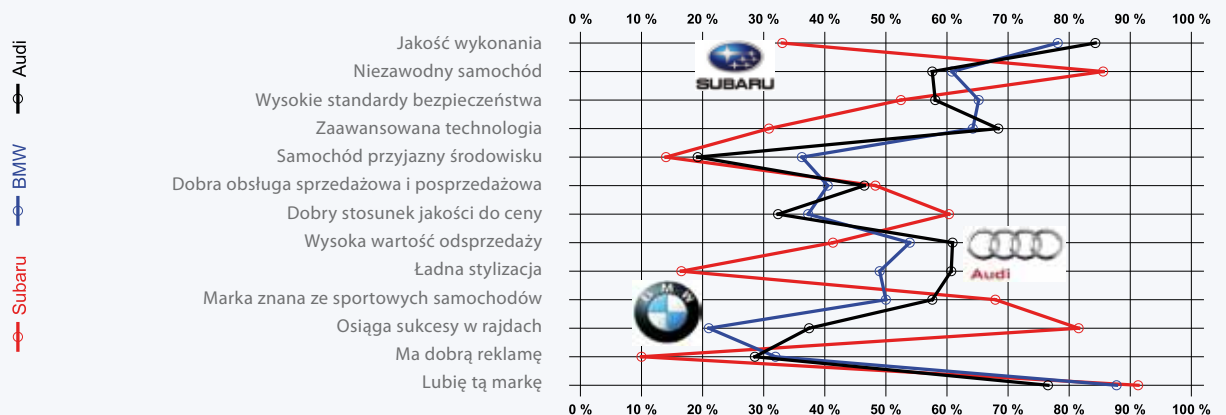 0 % 10 % 20 % 30 % 40 % 50 % 60 % 70 % 80 % 90 % 100 %
Jakość wykonania
Niezawodny samochód
Wysokie standardy bezpieczeństwa
Zaawansowana technologia
Samochód przyjazny środowisku
Dobra obsługa sprzedażowa i posprzedażowa
Dobry stosunek jakości do ceny
Wysoka wartość odsprzedaży
Ładna stylizacja
Marka znana ze sportowych samochodów
Osiąga sukcesy w rajdach
Ma dobrą reklamę
Lubię tą markę
0 % 10 % 20 % 30 % 40 % 50 % 60 % 70 % 80 % 90 % 100 %
Audi
BMW
Subaru
SUBARU
Audi
BMW